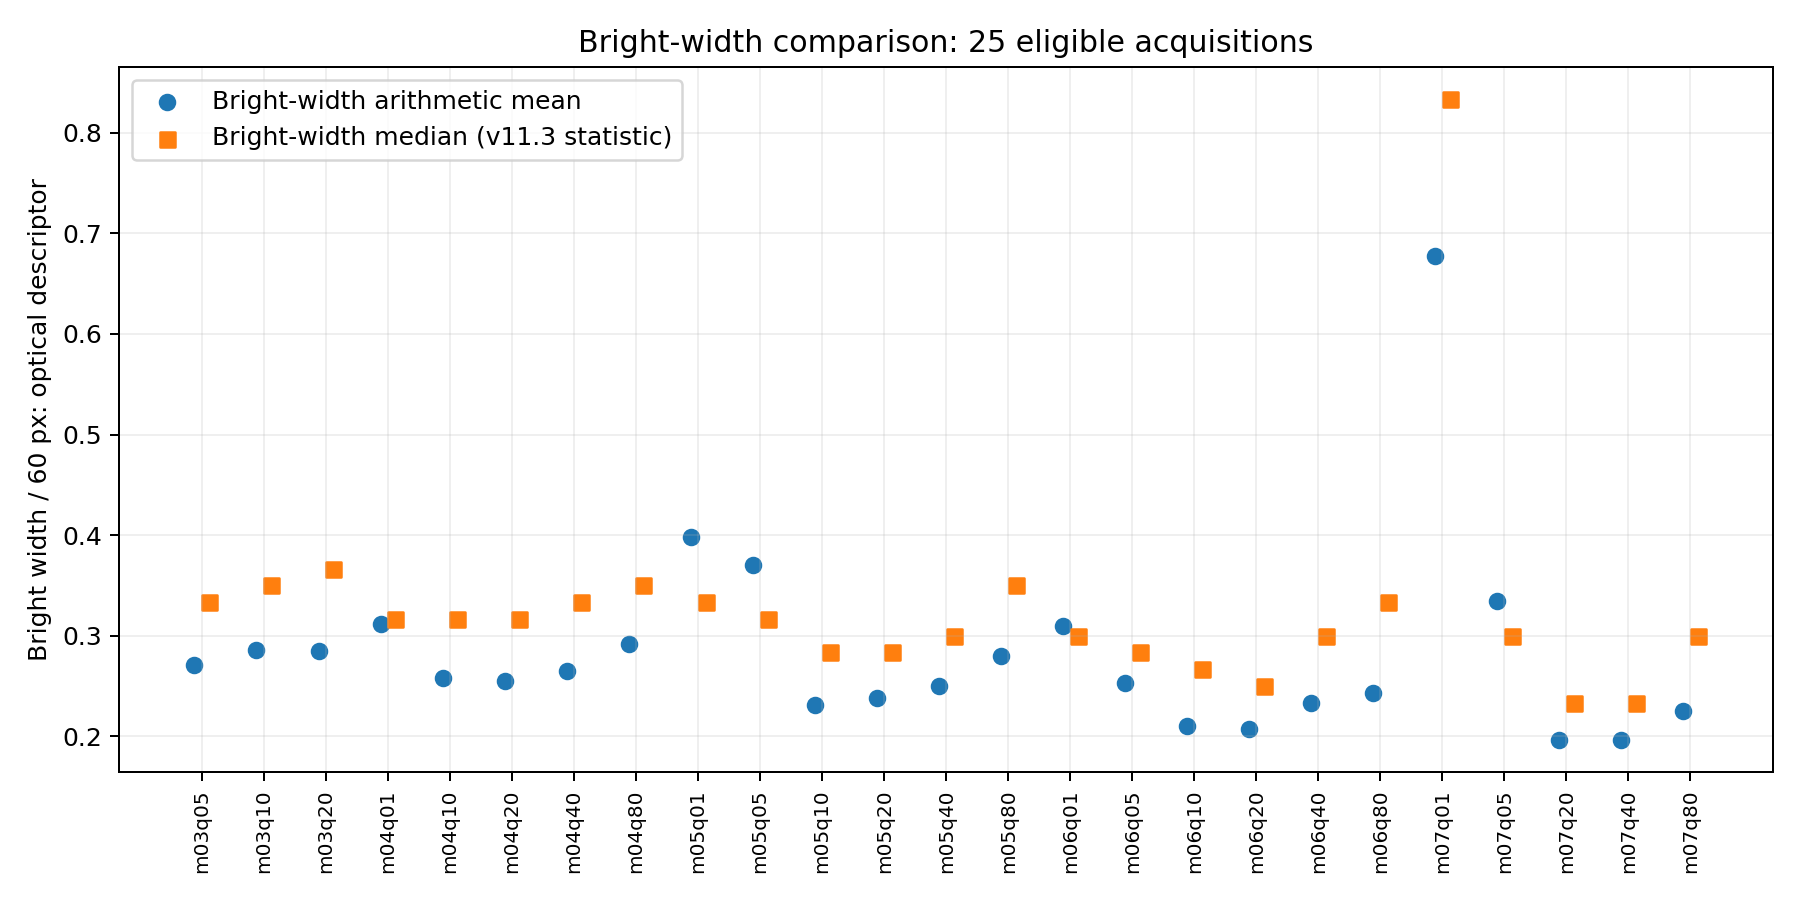 Bright-width comparison: 25 eligible acquisitions
Bright-width arithmetic mean
Bright-width median (v11.3 statistic)
Bright width / 60 px: optical descriptor
0.8
0.7
0.6
0.5
0.4
0.3
0.2
m03q05
m03q10
m03q20
m04q01
m04q10
m04q20
m04q40
m04q80
m05q01
m05q05
m05q10
m05q20
m05q40
m05q80
m06q01
m06q05
m06q10
m06q20
m06q40
m06q80
m07q01
m07q05
m07q20
m07q40
m07q80